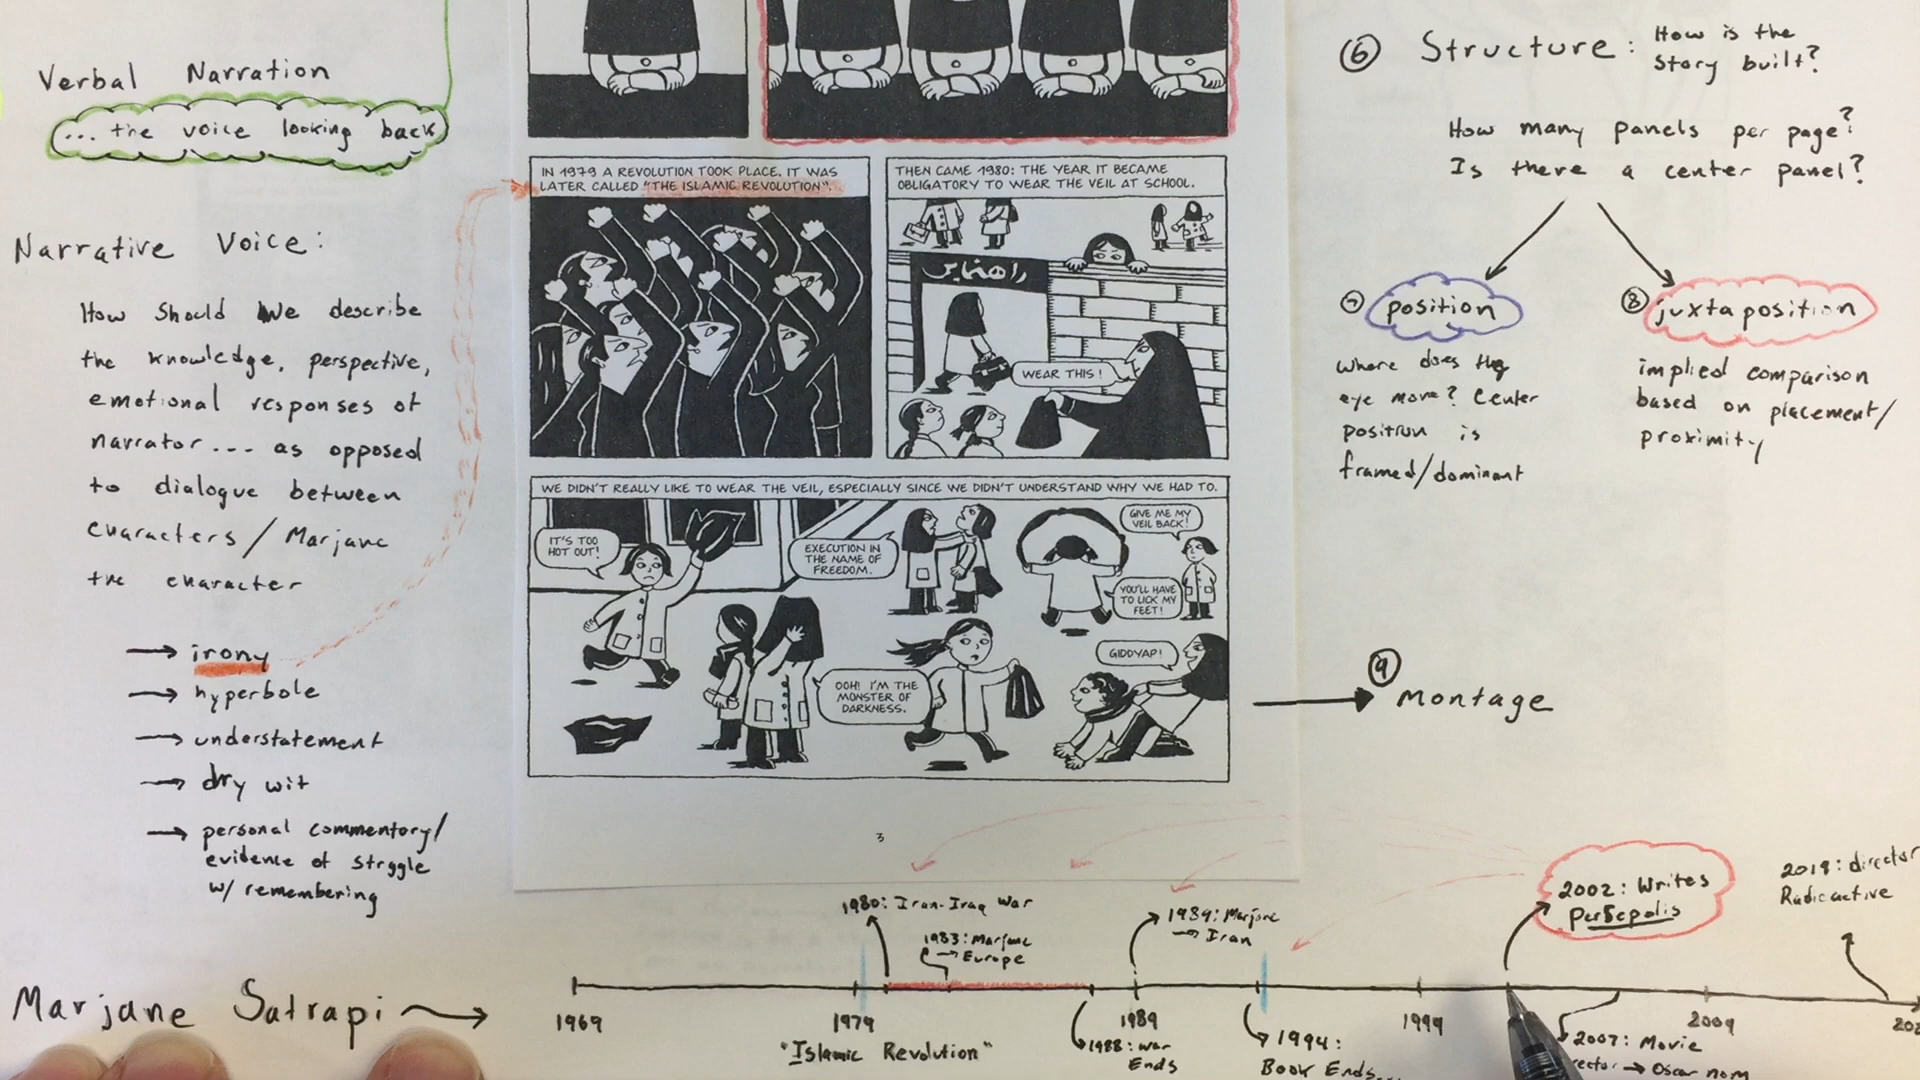 Verbal Narration
... the voice looking back
Narrative Voice:
How should we describe
the knowledge, perspective,
emotional responses of
narrator... as opposed
to dialogue between
characters / Marjane
the character
→ irony
→ hyperbole
→ understatement
→ dry wit
→ personal commentory/
evidence of strggle
w/ remembering
IN 1979 A REVOLUTION TOOK PLACE. IT WAS
LATER CALLED "THE ISLAMIC REVOLUTION".
THEN CAME 1980: THE YEAR IT BECAME
OBLIGATORY TO WEAR THE VEIL AT SCHOOL.
WEAR THIS!
WE DIDN'T REALLY LIKE TO WEAR THE VEIL, ESPECIALLY SINCE WE DIDN'T UNDERSTAND WHY WE HAD TO.
IT'S TOO
HOT OUT!
EXECUTION IN
THE NAME OF
FREEDOM.
GIVE ME MY
VEIL BACK!
YOU'LL HAVE
TO LICK MY
FEET!
OOH! I'M THE
MONSTER OF
DARKNESS.
GIDDYAP!
3
6 Structure: How is the
Story built?
How many panels per page?
Is there a center panel?
7 position
where does the
eye move? Center
position is
framed/dominant
8 juxtaposition
implied comparison
based on placement/
proximity
9 montage
Marjane Satrapi →
1969
1979
"Islamic Revolution"
1980: Iran-Iraq War
1983: Marjane
→ Europe
1988: War
Ends
1989: Marjane
→ Iran
1989
1994:
Book Ends...
1999
2002: Writes
Persepolis
2007: Movie
→ Oscar nom
2009
2019: director
Radioactive